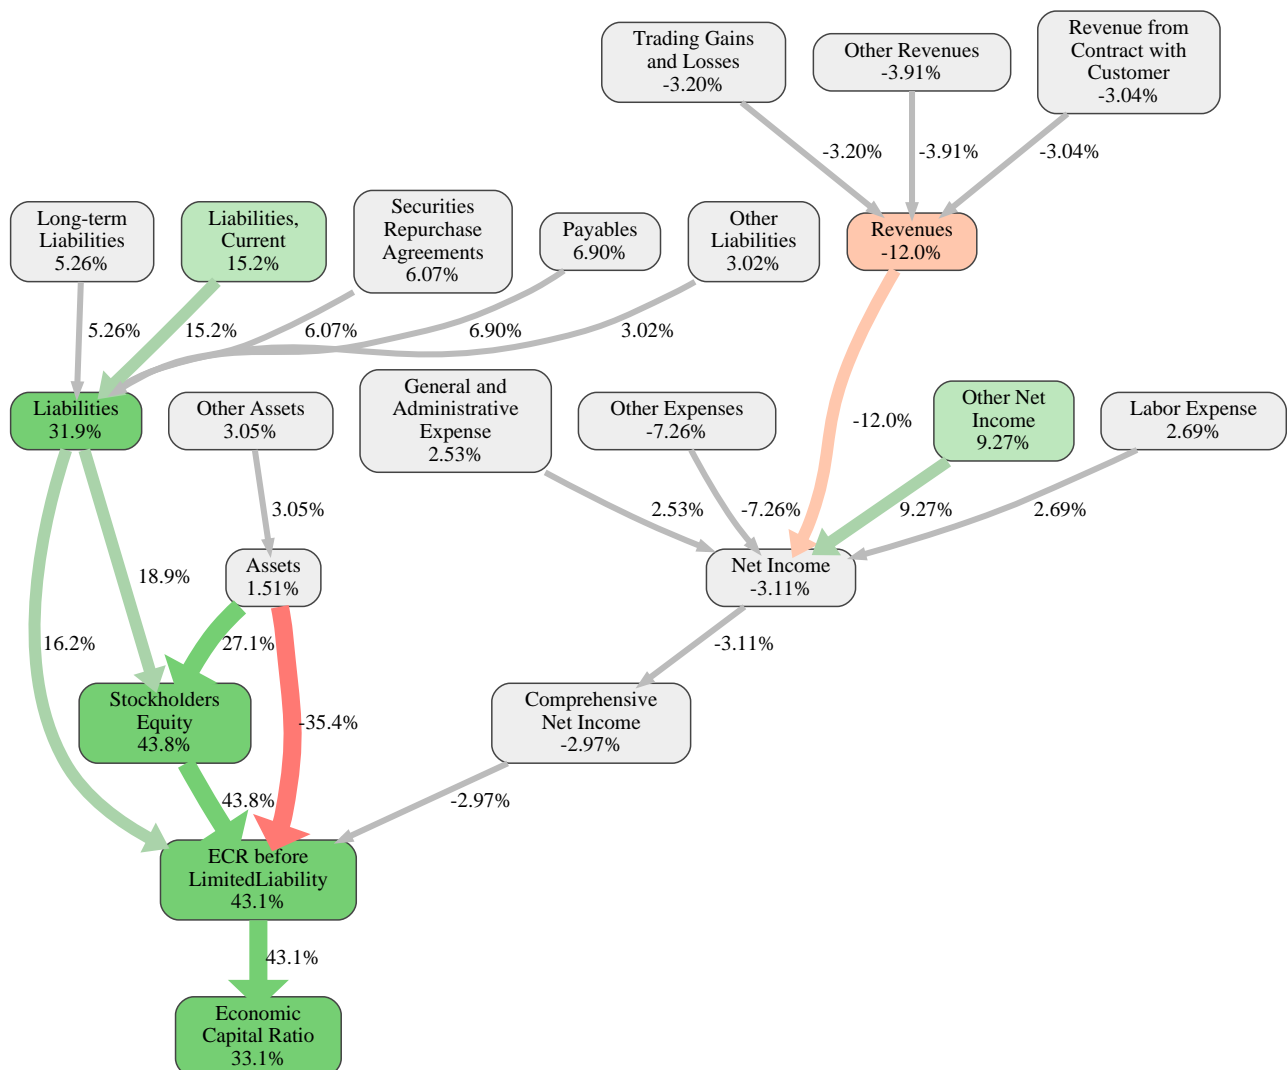 Trading Gains
and Losses
-3.20%
Other Revenues
-3.91%
Revenue from
Contract with
Customer
-3.04%
-3.20%
-3.91%
-3.04%
Long-term
Liabilities
5.26%
Liabilities,
Current
15.2%
Securities
Repurchase
Agreements
6.07%
Payables
6.90%
Other
Liabilities
3.02%
Revenues
-12.0%
5.26%
15.2%
6.07%
6.90%
3.02%
-12.0%
Liabilities
31.9%
Other Assets
3.05%
General and
Administrative
Expense
2.53%
Other Expenses
-7.26%
Other Net
Income
9.27%
Labor Expense
2.69%
3.05%
2.53%
-7.26%
9.27%
2.69%
Assets
1.51%
Net Income
-3.11%
18.9%
16.2%
27.1%
-35.4%
-3.11%
Stockholders
Equity
43.8%
Comprehensive
Net Income
-2.97%
43.8%
-2.97%
ECR before
LimitedLiability
43.1%
43.1%
Economic
Capital Ratio
33.1%